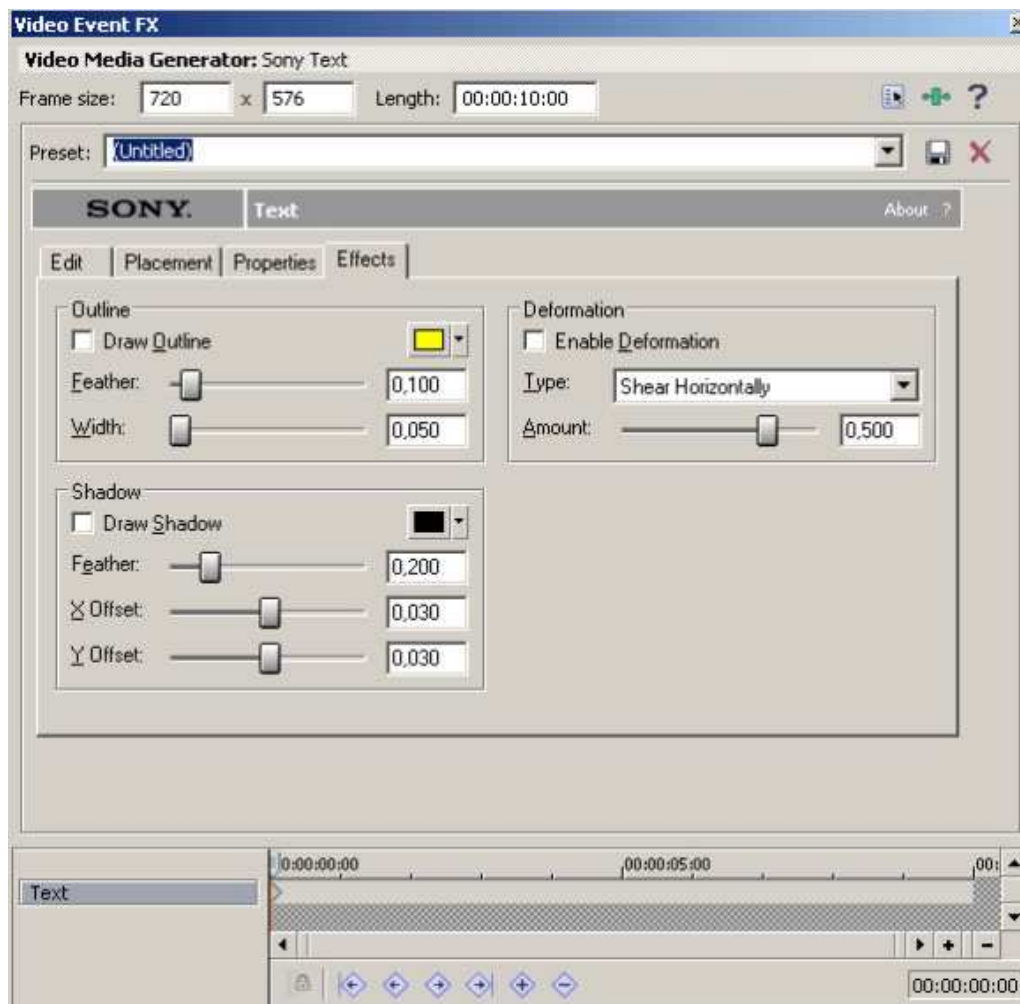 Video Event FX
Video Media Generator: Sony Text
Frame size: 720 x 576 Length: 00:00:10:00 ?
Preset: (Untitled)
SONY. Text About ?
Edit Placement Properties Effects
Outline
Draw Outline
Feather: 0,100
Width: 0,050
Deformation
Enable Deformation
Type: Shear Horizontally
Amount: 0,500
Shadow
Draw Shadow
Feather: 0,200
X Offset: 0,030
Y Offset: 0,030
0:00:00:00 00:00:05:00 00:
Text
00:00:00:00